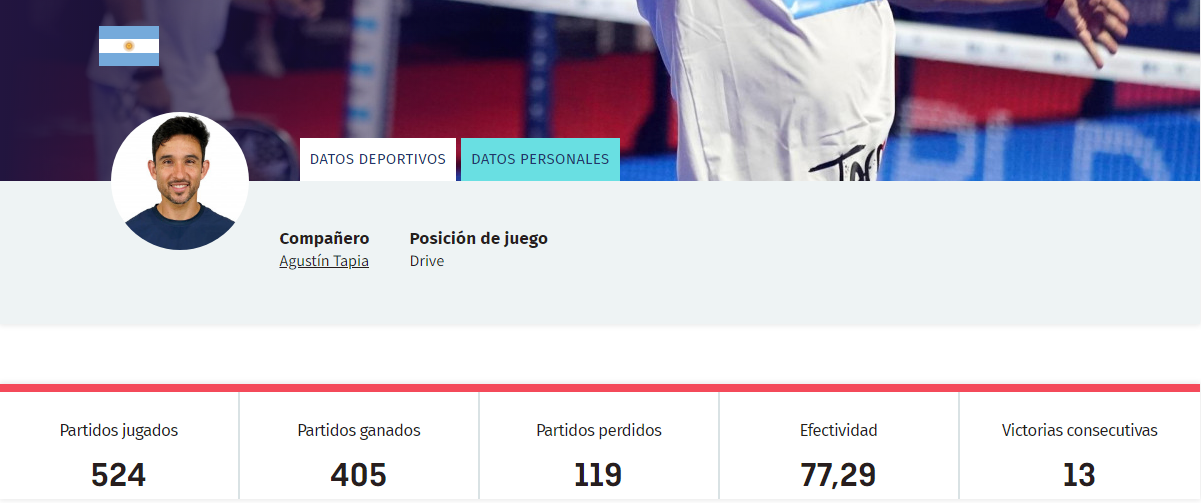 DATOS DEPORTIVOS
DATOS PERSONALES
Compañero
Posición de juego
Agustín Tapia
Drive
Partidos jugados
Partidos ganados
Partidos perdidos
Efectividad
Victorias consecutivas
524
405
119
77,29
13